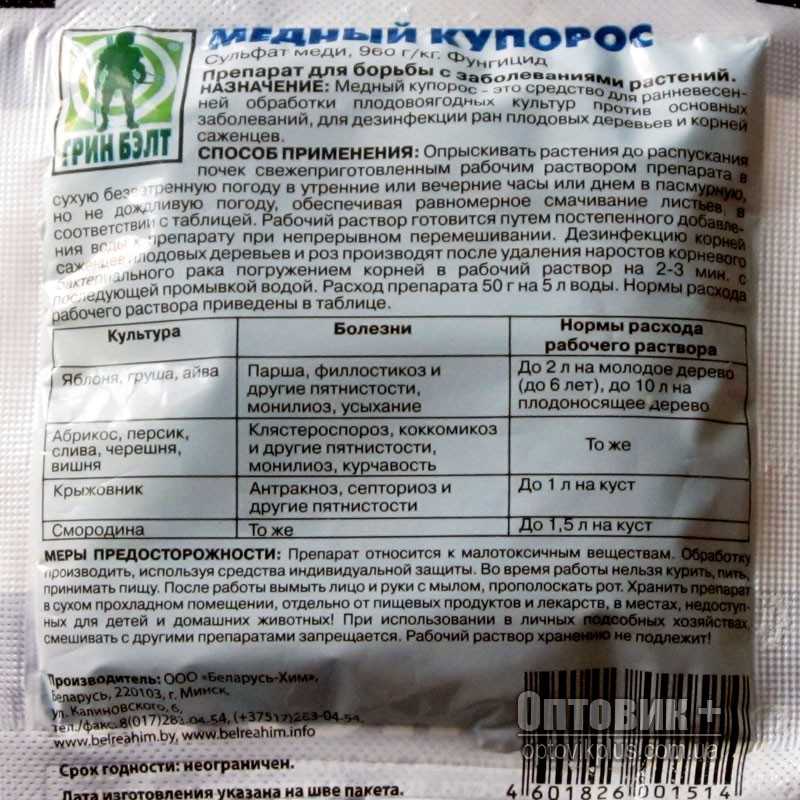 МЕДНЫЙ КУПОРОС
Сульфат меди, 960 г/кг. Фунгицид
Препарат для борьбы с заболеваниями растений.
НАЗНАЧЕНИЕ: Медный купорос - это средство для ранневесен-
ней обработки плодовоягодных культур против основных
заболеваний, для дезинфекции ран плодовых деревьев и корней
саженцев.
ГРИН БЭЛТ
СПОСОБ ПРИМЕНЕНИЯ: Опрыскивать растения до распускания
почек свежеприготовленным рабочим раствором препарата в
сухую безветренную погоду в утренние или вечерние часы или днем в пасмурную,
но не дождливую погоду, обеспечивая равномерное смачивание листьев, в
соответствии с таблицей. Рабочий раствор готовится путем постепенного добавле-
ния воды к препарату при непрерывном перемешивании. Дезинфекцию корней
саженцев плодовых деревьев и роз производят после удаления наростов корневого
бактериального рака погружением корней в рабочий раствор на 2-3 мин. с
последующей промывкой водой. Расход препарата 50 г на 5 л воды. Нормы расхода
рабочего раствора приведены в таблице.
Культура Болезни Нормы расхода
рабочего раствора
Яблоня, груша, айва Парша, филлостикоз и До 2 л на молодое дерево
другие пятнистости, (до 6 лет), до 10 л на
монилиоз, усыхание плодоносящее дерево
Абрикос, персик, Клястероспороз, коккомикоз
слива, черешня, и другие пятнистости, То же
вишня монилиоз, курчавость
Крыжовник Антракноз, септориоз и До 1 л на куст
другие пятнистости
Смородина То же До 1,5 л на куст
МЕРЫ ПРЕДОСТОРОЖНОСТИ: Препарат относится к малотоксичным веществам. Обработку
производить, используя средства индивидуальной защиты. Во время работы нельзя курить, пить,
принимать пищу. После работы вымыть лицо и руки с мылом, прополоскать рот. Хранить препарат
в сухом прохладном помещении, отдельно от пищевых продуктов и лекарств, в местах, недоступ-
ных для детей и домашних животных! При использовании в личных подсобных хозяйствах
смешивать с другими препаратами запрещается. Рабочий раствор хранению не подлежит!
Производитель: ООО «Беларусь-Хим»,
Беларусь, 220103, г. Минск,
ул. Калиновского, 6,
тел./факс.8(017)283-04-54, (+37517)283-04-54.
www.belreahim.by, www.belreahim.info
Срок годности: неограничен.
Дата изготовления указана на шве пакета.
Оптовик +
optovikplus.com.ua
4 601826 001514